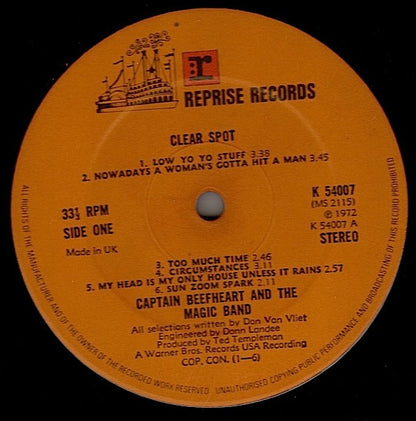 r
REPRISE RECORDS
CLEAR SPOT
1. LOW YO YO STUFF 3.38
2. NOWADAYS A WOMAN'S GOTTA HIT A MAN 3.45
33⅓ RPM
SIDE ONE
Made in UK
K 54007
(MS 2115)
℗ 1972
K 54007 A
STEREO
3. TOO MUCH TIME 2.46
4. CIRCUMSTANCES 3.11
5. MY HEAD IS MY ONLY HOUSE UNLESS IT RAINS 2.57
6. SUN ZOOM SPARK 2.11
CAPTAIN BEEFHEART AND THE
MAGIC BAND
All selections written by Don Van Vliet
Engineered by Donn Landee
Produced by Ted Templeman
A Warner Bros. Records USA Recording
COP. CON. (1-6)
ALL RIGHTS OF THE MANUFACTURER AND OF THE OWNER OF THE RECORDED WORK RESERVED UNAUTHORISED COPYING PUBLIC PERFORMANCE AND BROADCASTING OF THIS RECORD PROHIBITED